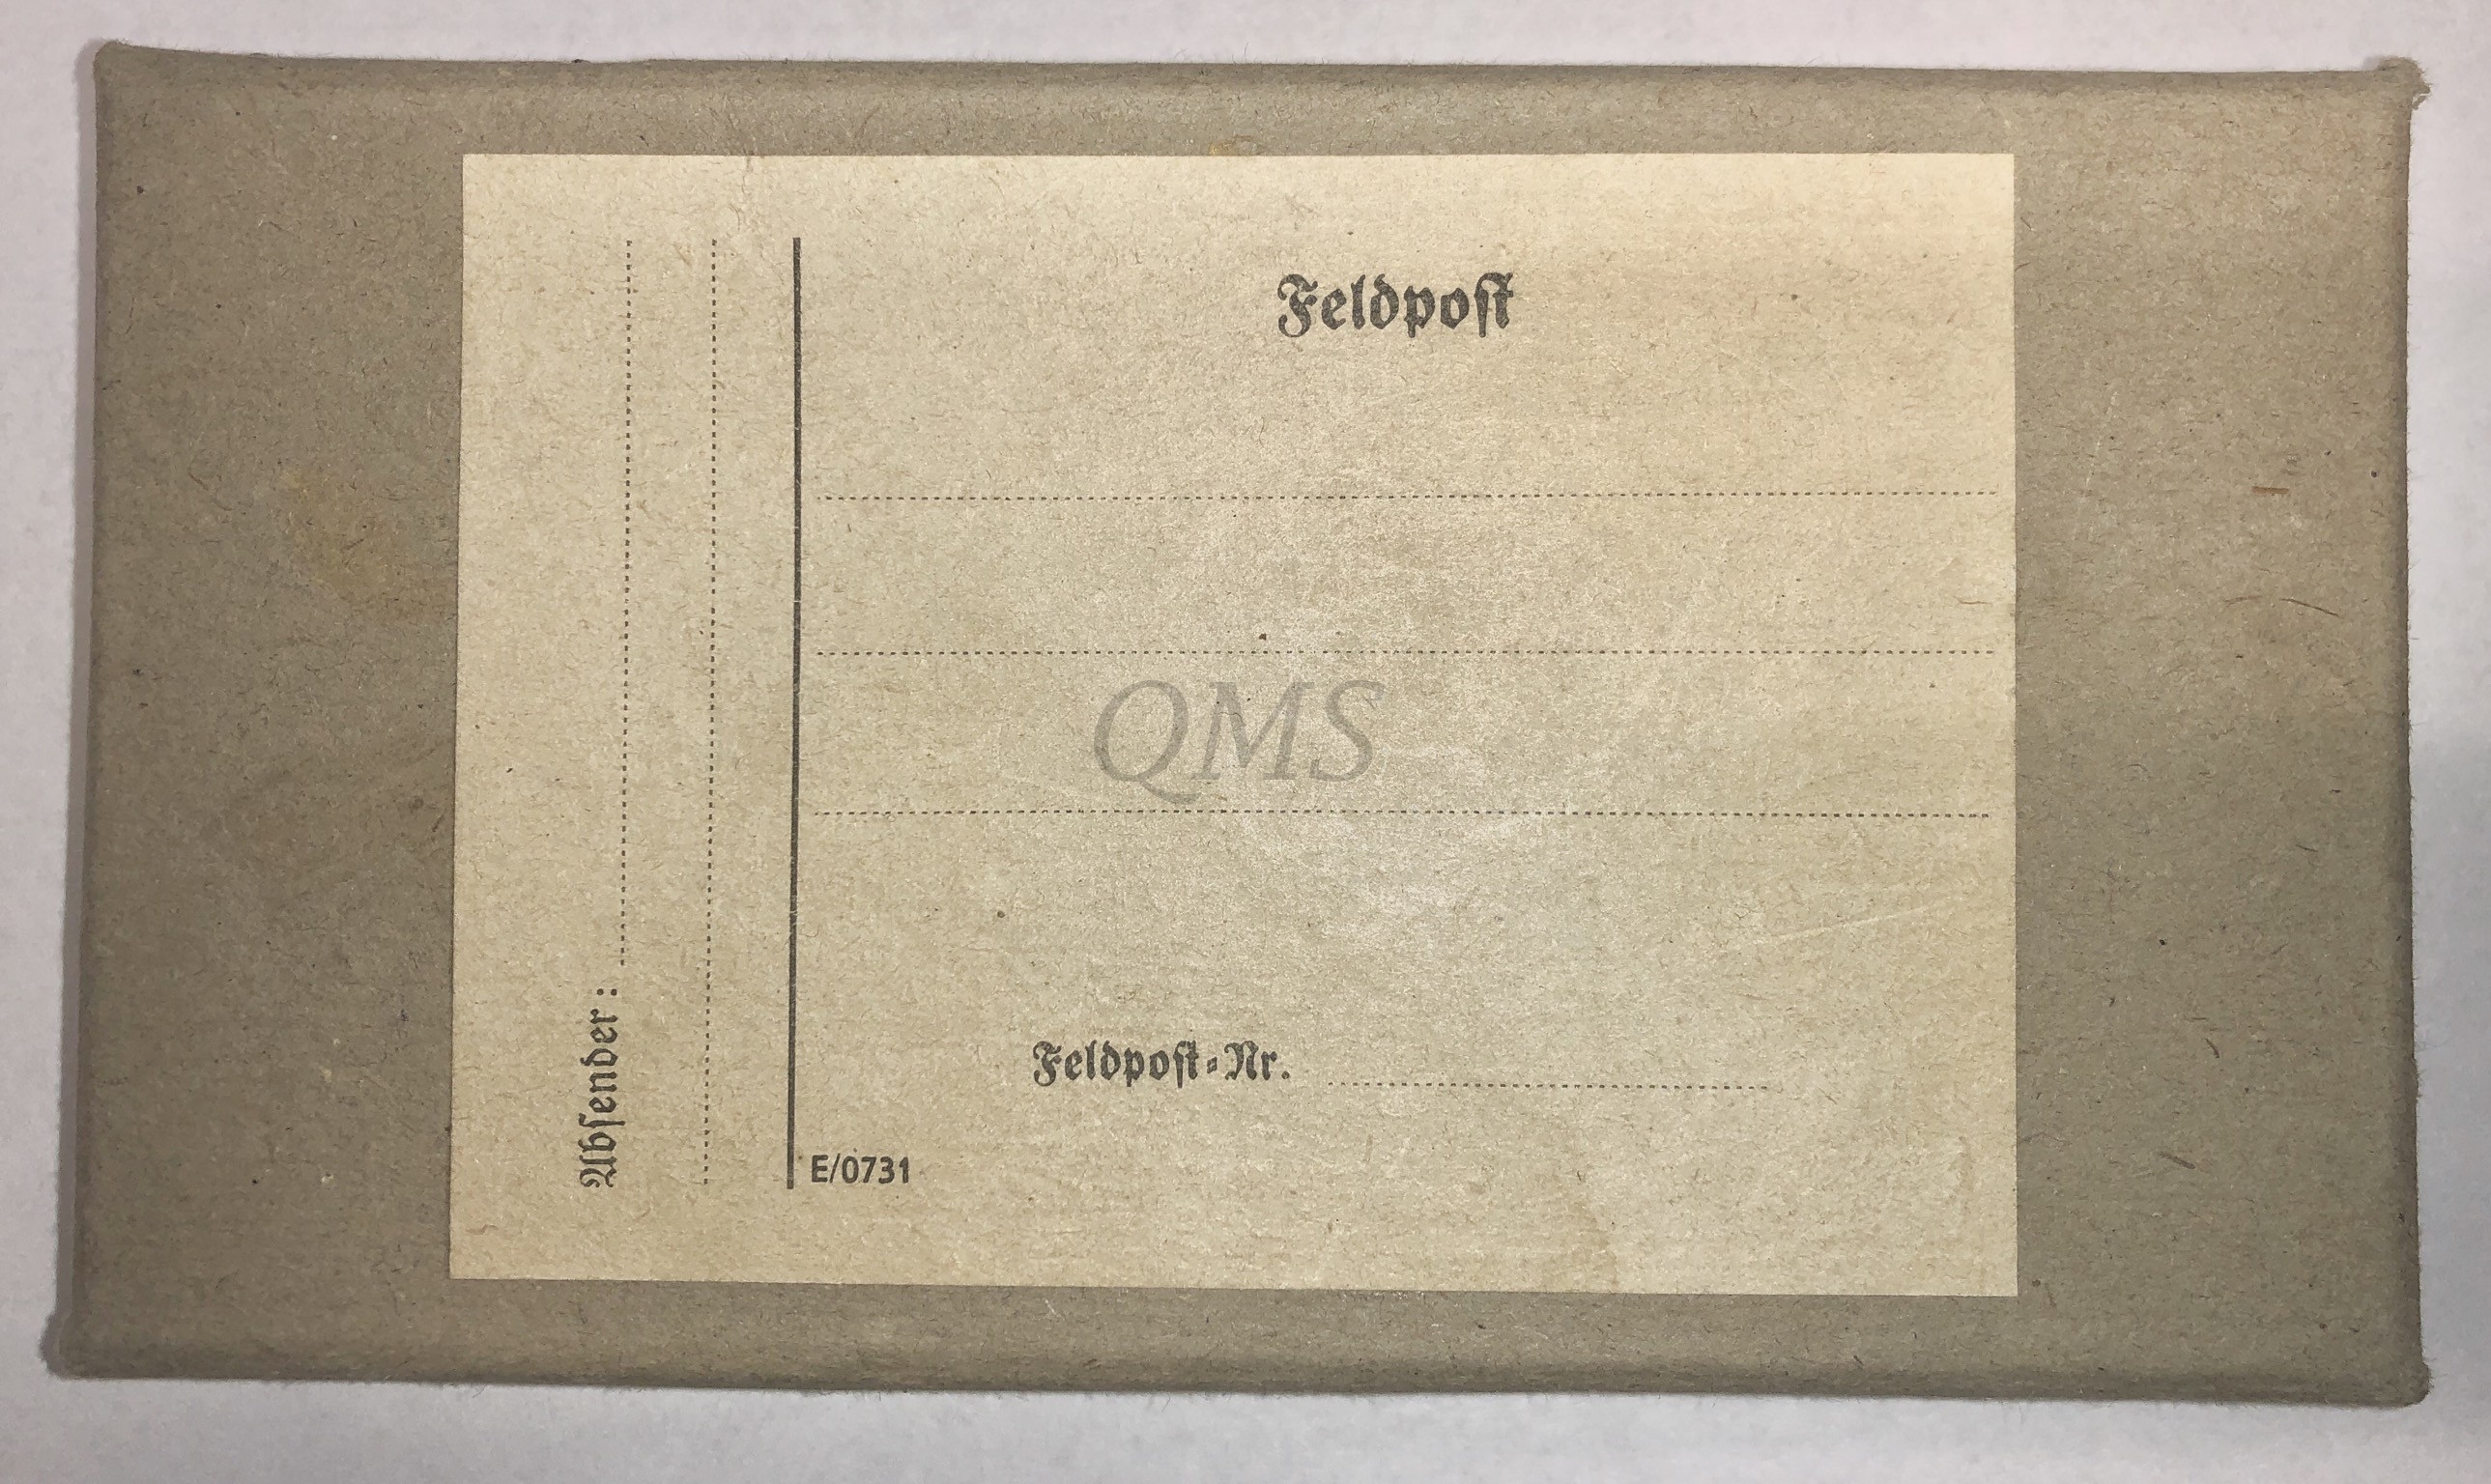 Feldpost
QMS
Absender:
Feldpost-Nr.
E/0731